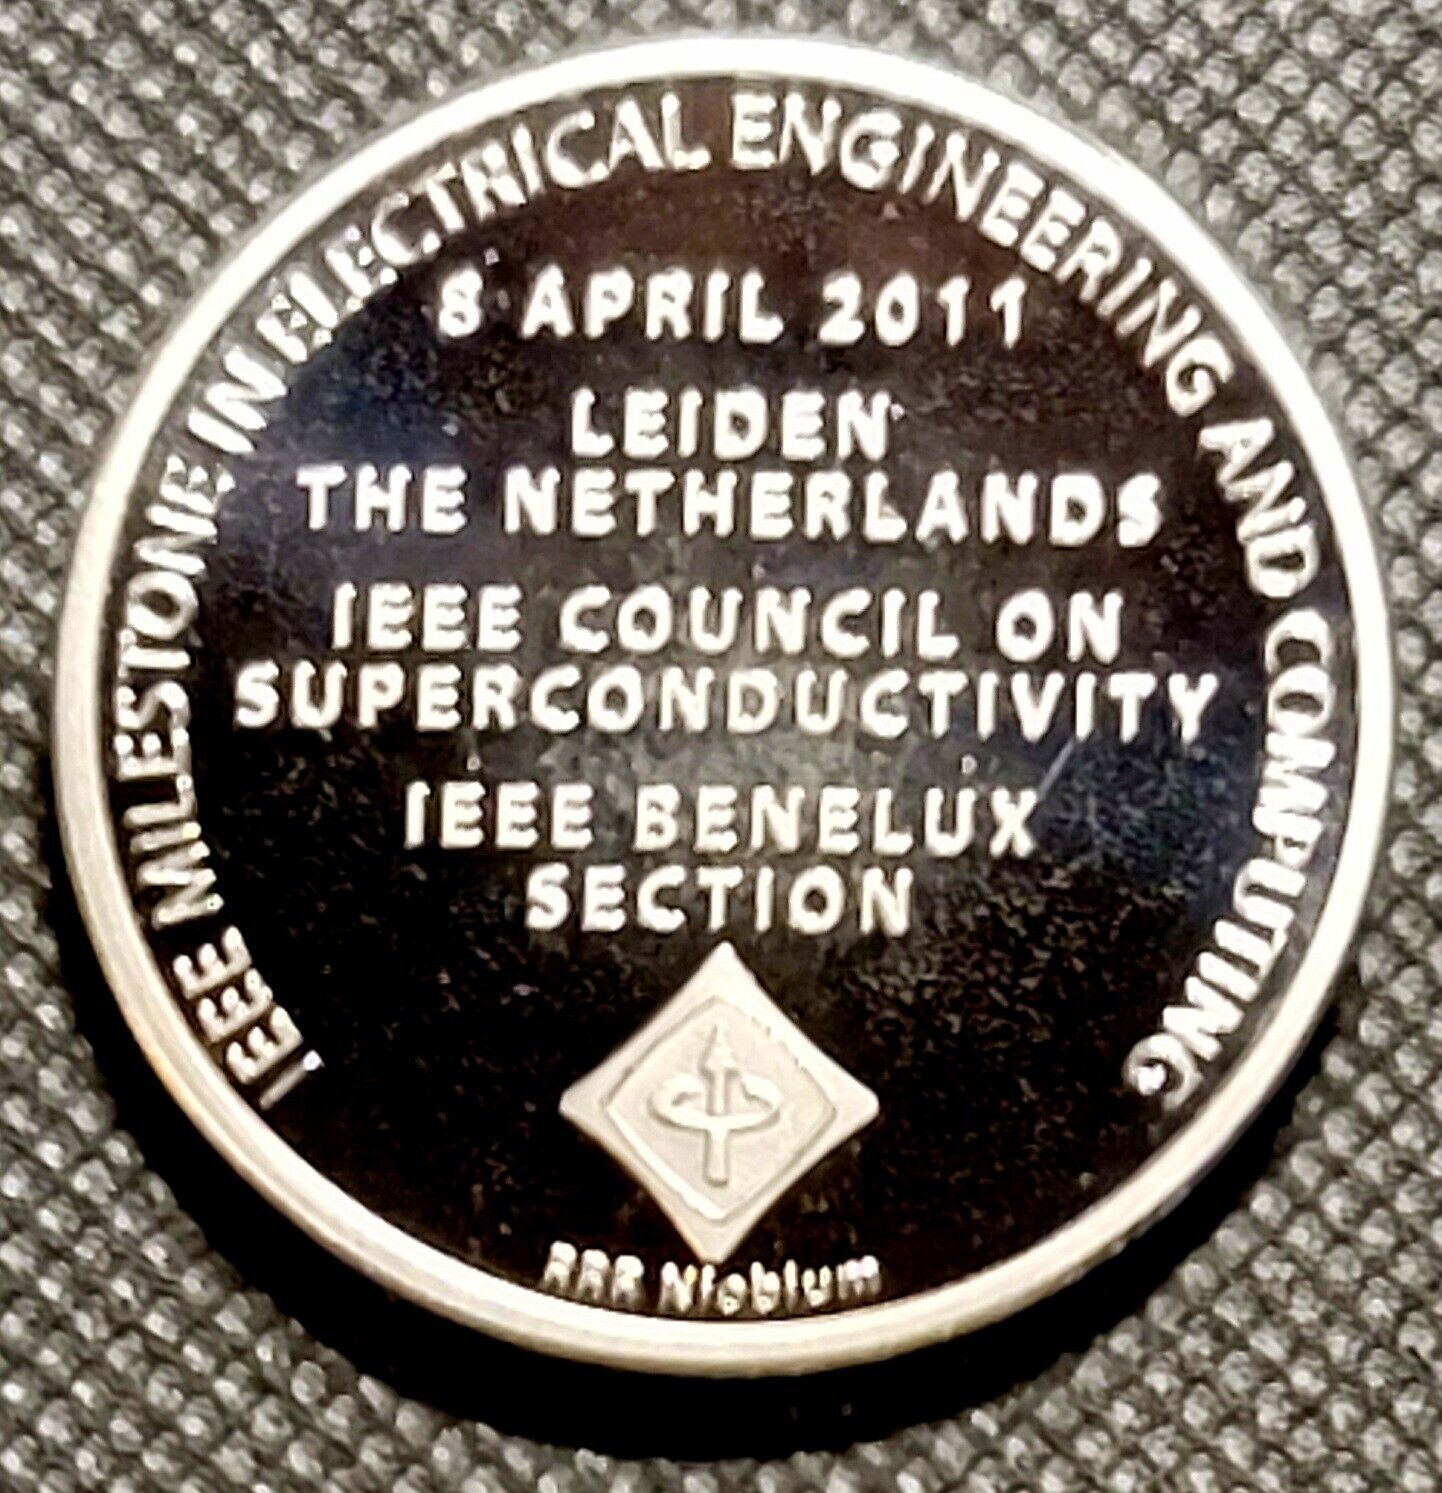 IEEE MILESTONE IN ELECTRICAL ENGINEERING AND COMPUTING
8 APRIL 2011
LEIDEN
THE NETHERLANDS
IEEE COUNCIL ON
SUPERCONDUCTIVITY
IEEE BENELUX
SECTION
RRR Niobium